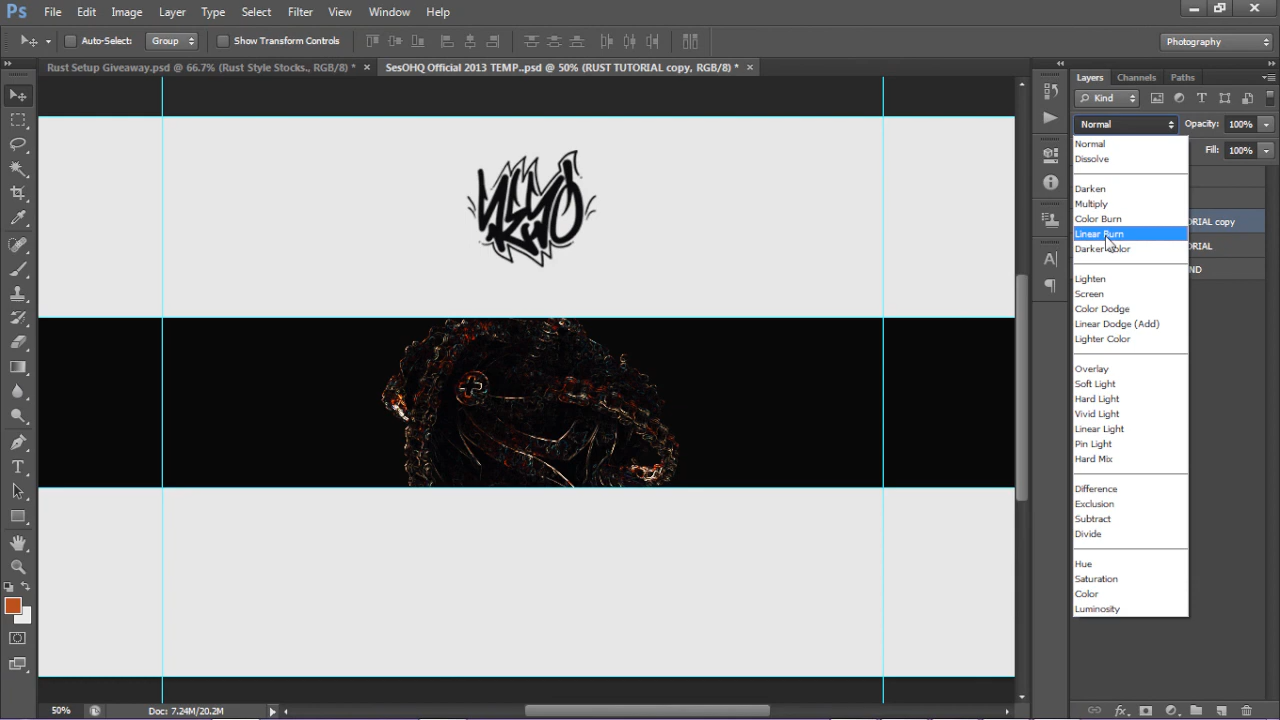 Ps File Edit Image Layer Type Select Filter View Window Help
Auto-Select: Group Show Transform Controls Photography
Rust Setup Giveaway.psd @ 66.7% (Rust Style Stocks., RGB/8) * × SesOHQ Official 2013 TEMP..psd @ 50% (RUST TUTORIAL copy, RGB/8) * ×
Layers Channels Paths
Kind
Normal Opacity: 100%
Fill: 100%
Normal
Dissolve
Darken
Multiply
Color Burn
Linear Burn
Darker Color
Lighten
Screen
Color Dodge
Linear Dodge (Add)
Lighter Color
Overlay
Soft Light
Hard Light
Vivid Light
Linear Light
Pin Light
Hard Mix
Difference
Exclusion
Subtract
Divide
Hue
Saturation
Color
Luminosity
ORIAL copy
RIAL
ND
50% Doc: 7.24M/20.2M